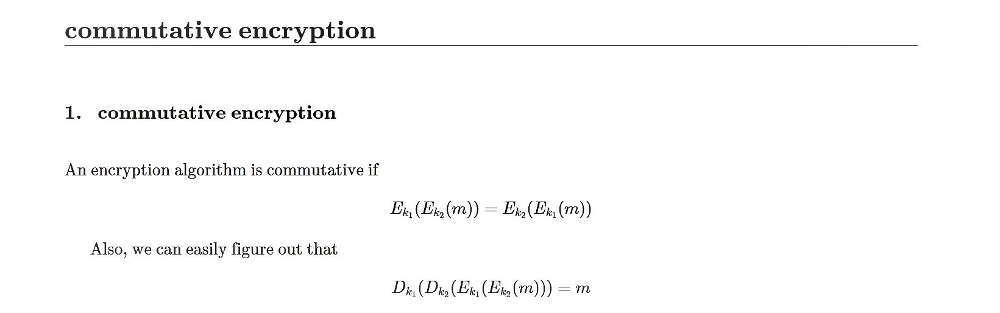 commutative encryption
1. commutative encryption
An encryption algorithm is commutative if
E_{k_1}(E_{k_2}(m)) = E_{k_2}(E_{k_1}(m))
Also, we can easily figure out that
D_{k_1}(D_{k_2}(E_{k_1}(E_{k_2}(m))) = m